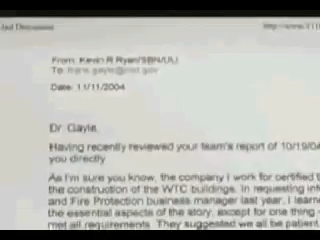 From: Kevin R Ryan/SBN/ULI
To: frank.gayle@nist.gov
Date: 11/11/2004
Dr. Gayle,
Having recently reviewed your team's report of 10/19/04
you directly
As I'm sure you know, the company I work for certified t
the construction of the WTC buildings. In requesting inf
and Fire Protection business manager last year, I learne
the essential aspects of the story, except for one thing -
met all requirements. They suggested we all be patient